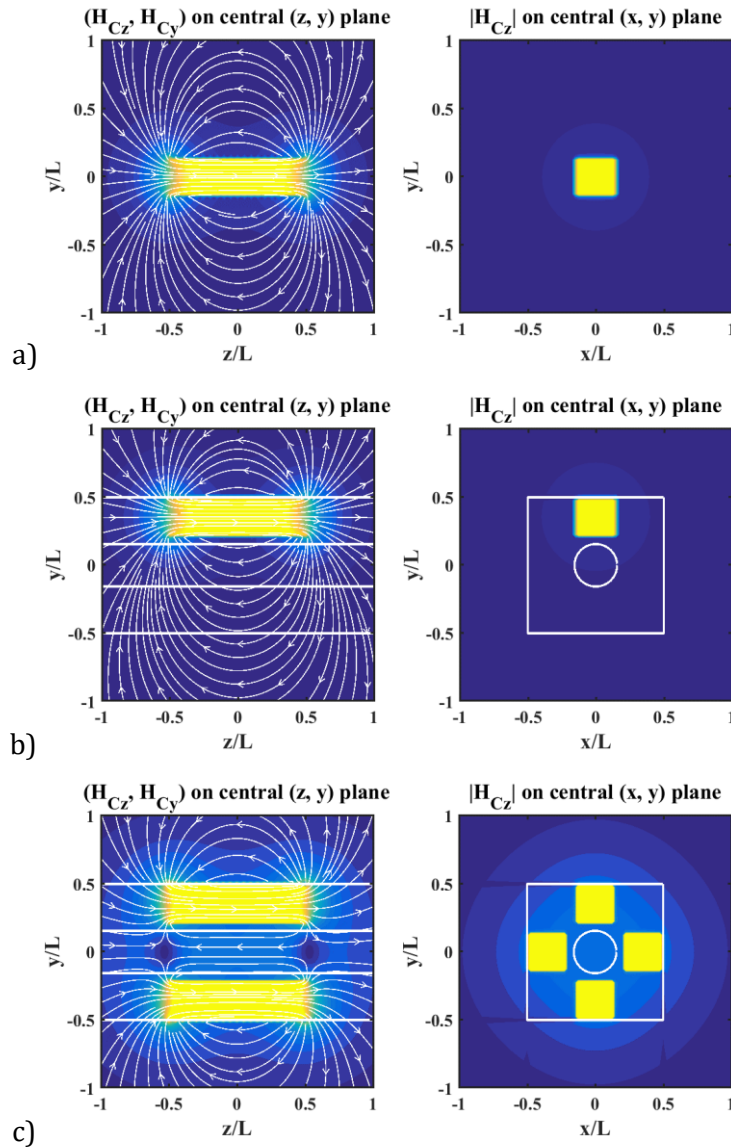 (H_Cz, H_Cy) on central (z, y) plane
|H_Cz| on central (x, y) plane
1
0.5
0
-0.5
-1
y/L
-1 -0.5 0 0.5 1
z/L
1
0.5
0
-0.5
-1
y/L
-1 -0.5 0 0.5 1
x/L
a)
(H_Cz, H_Cy) on central (z, y) plane
|H_Cz| on central (x, y) plane
1
0.5
0
-0.5
-1
y/L
-1 -0.5 0 0.5 1
z/L
1
0.5
0
-0.5
-1
y/L
-1 -0.5 0 0.5 1
x/L
b)
(H_Cz, H_Cy) on central (z, y) plane
|H_Cz| on central (x, y) plane
1
0.5
0
-0.5
-1
y/L
-1 -0.5 0 0.5 1
z/L
1
0.5
0
-0.5
-1
y/L
-1 -0.5 0 0.5 1
x/L
c)